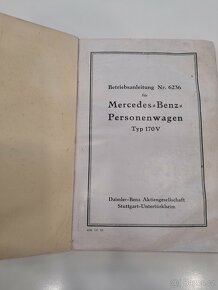 Betriebsanleitung Nr. 6236
für
Mercedes-Benz-
Personenwagen
Typ 170 V
Daimler-Benz Aktiengesellschaft
Stuttgart-Untertürkheim